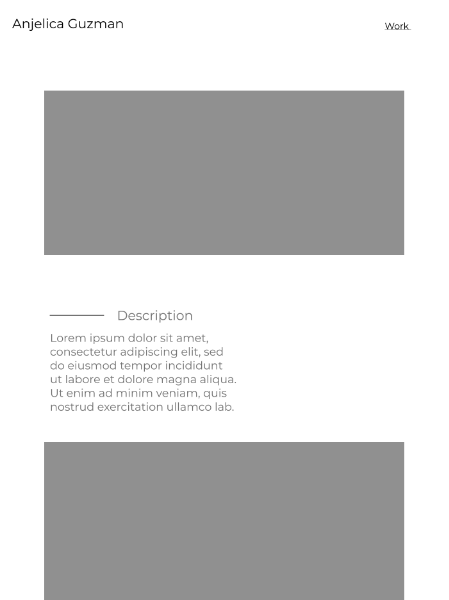 Anjelica Guzman
Work
Description
Lorem ipsum dolor sit amet,
consectetur adipiscing elit, sed
do eiusmod tempor incididunt
ut labore et dolore magna aliqua.
Ut enim ad minim veniam, quis
nostrud exercitation ullamco lab.